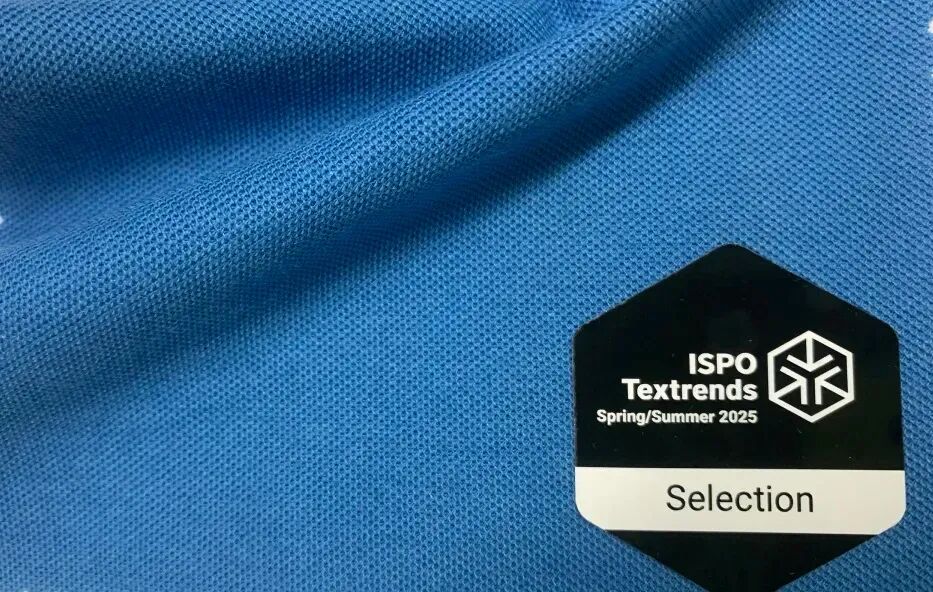 ISPO
Textrends
Spring/Summer 2025
Selection